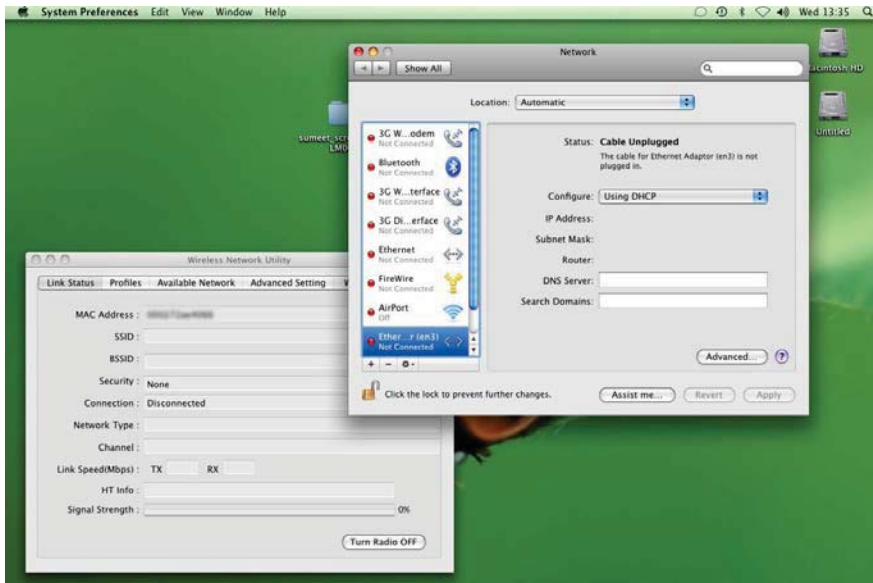 System Preferences Edit View Window Help
Wed 13:35
Network
Show All
Location: Automatic
3G W...odem
Not Connected
Bluetooth
Not Connected
3G W...terface
Not Connected
3G Di...erface
Not Connected
Ethernet
Not Connected
FireWire
Not Connected
AirPort
Off
Ether...r (en3)
Not Connected
Status: Cable Unplugged
The cable for Ethernet Adaptor (en3) is not
plugged in.
Configure: Using DHCP
IP Address:
Subnet Mask:
Router:
DNS Server:
Search Domains:
Advanced... ?
+ -
Click the lock to prevent further changes.
Assist me... Revert Apply
acintosh HD
Untitled
sumeet_scr
LM0
Wireless Network Utility
Link Status Profiles Available Network Advanced Setting W
MAC Address :
SSID :
BSSID :
Security : None
Connection : Disconnected
Network Type :
Channel :
Link Speed(Mbps) : TX RX
HT Info :
Signal Strength : 0%
Turn Radio OFF